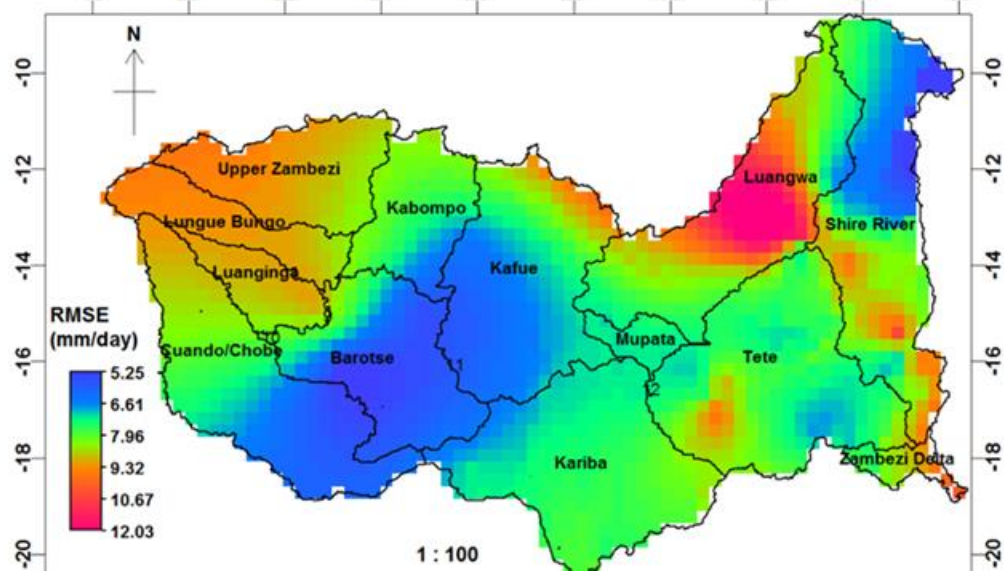 N
-10
-10
Upper Zambezi
Luangwa
-12
-12
Kabompo
Lungue Bungo
Shire River
Luanginga
Kafue
-14
-14
RMSE
(mm/day)
Mupata
Cuando/Chobe
Barotse
Tete
-16
-16
5.25
6.61
7.96
9.32
10.67
12.03
Kariba
Zambezi Delta
-18
-18
1 : 100
-20
-20